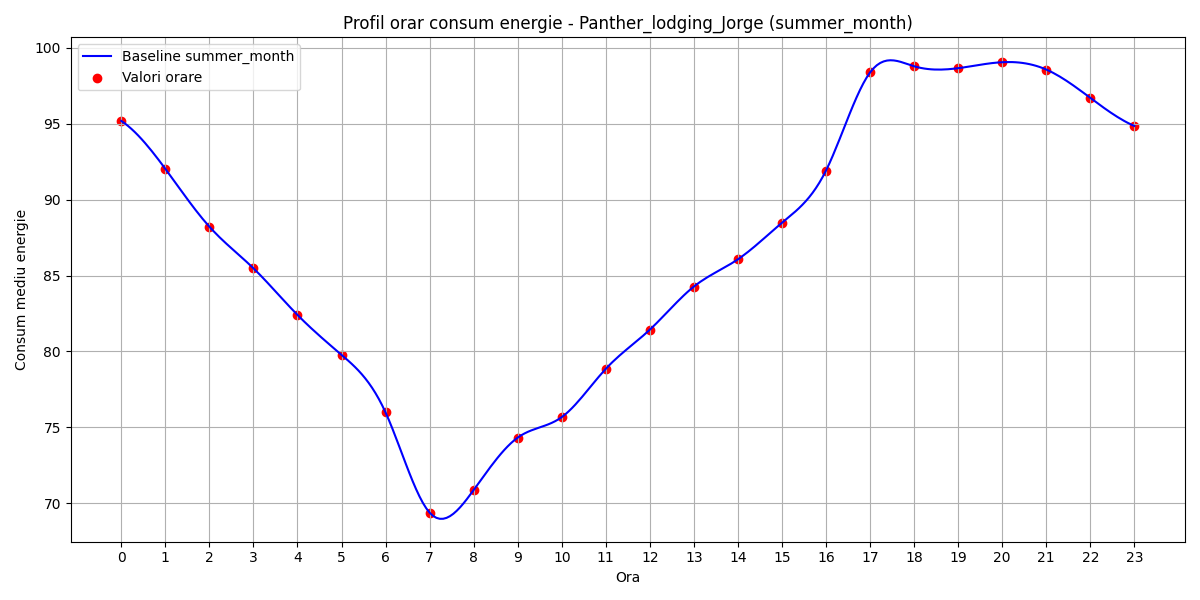 Profil orar consum energie - Panther_lodging_Jorge (summer_month)
Baseline summer_month
Valori orare
100
95
90
85
80
75
70
Consum mediu energie
0 1 2 3 4 5 6 7 8 9 10 11 12 13 14 15 16 17 18 19 20 21 22 23
Ora